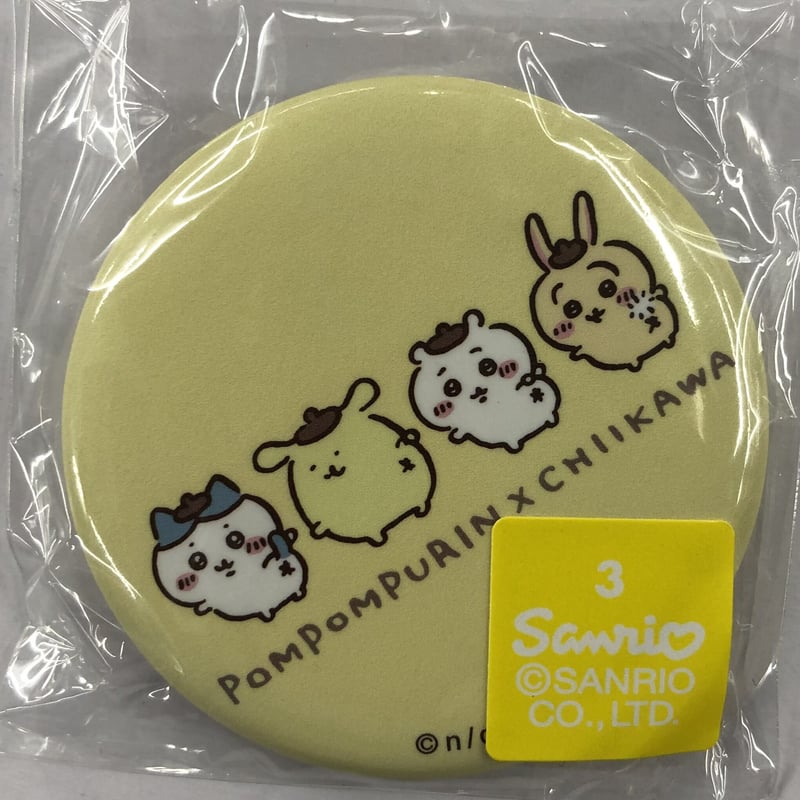 POMPOMPURIN × CHIIKAWA
3
Sanrio
©SANRIO
CO., LTD.
©n/